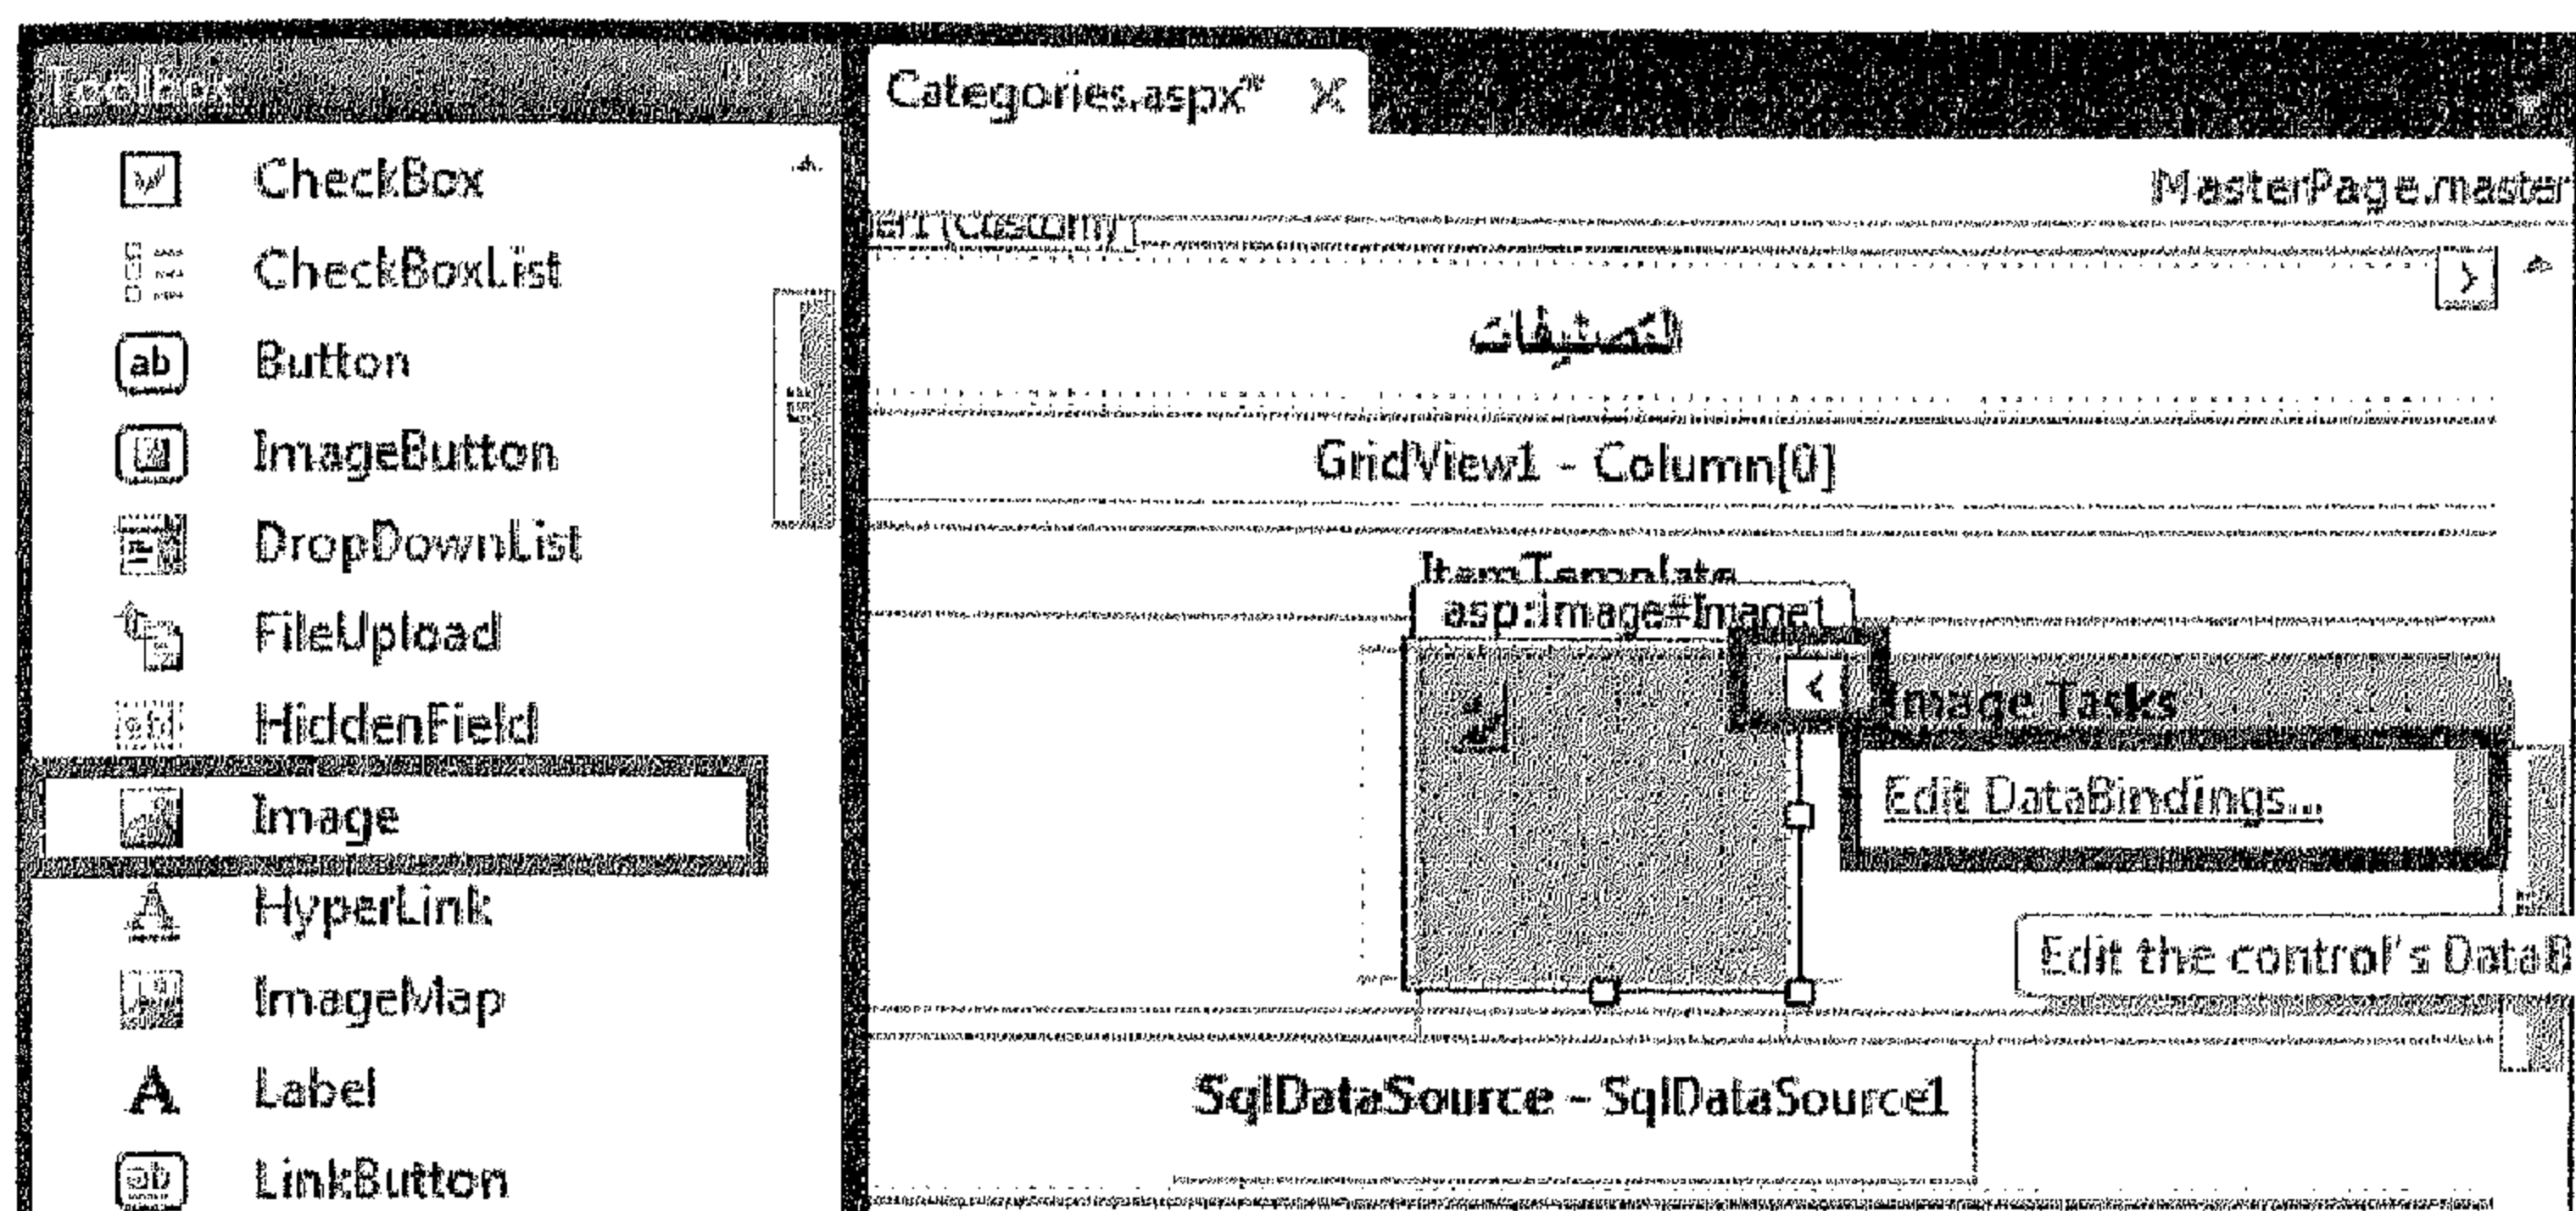 Toolbox
CheckBox
CheckBoxList
Button
ImageButton
DropDownList
FileUpload
HiddenField
Image
HyperLink
ImageMap
Label
LinkButton
Categories.aspx*
MasterPage.master
(Custom)
التصنيفات
GridView1 - Column[0]
ItemTemplate
asp:Image#Image1
Image Tasks
Edit DataBindings...
Edit the control's DataB
SqlDataSource - SqlDataSource1